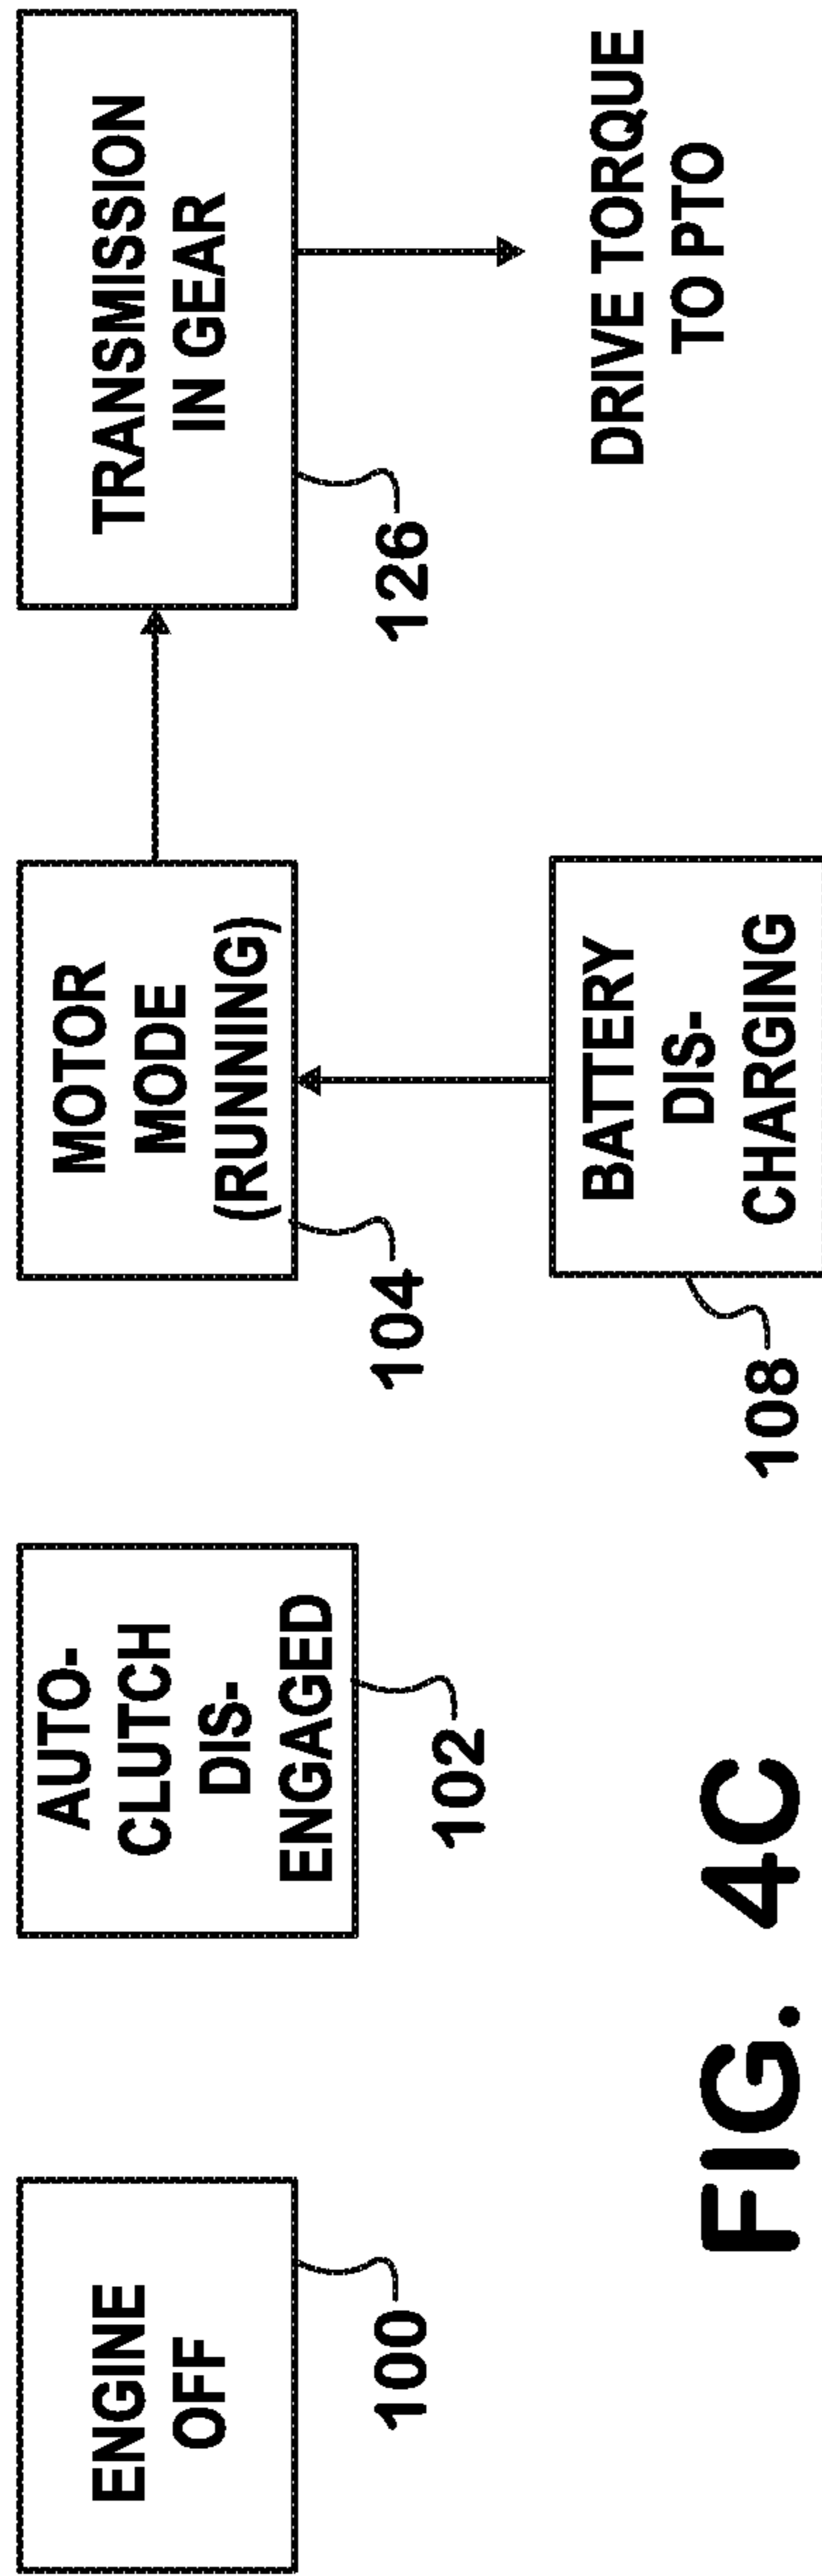 ENGINE
OFF
100
AUTO-
CLUTCH
DIS-
ENGAGED
102
MOTOR
MODE
(RUNNING)
104
BATTERY
DIS-
CHARGING
108
TRANSMISSION
IN GEAR
126
DRIVE TORQUE
TO PTO
FIG. 4C